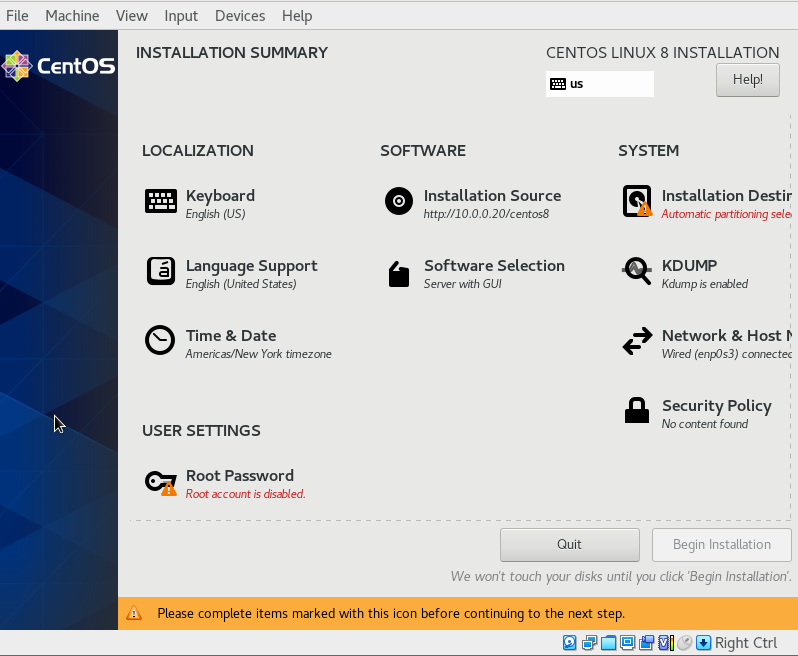 File Machine View Input Devices Help
CentOS
INSTALLATION SUMMARY
CENTOS LINUX 8 INSTALLATION
us
Help!
LOCALIZATION
Keyboard
English (US)
Language Support
English (United States)
Time & Date
Americas/New York timezone
SOFTWARE
Installation Source
http://10.0.0.20/centos8
Software Selection
Server with GUI
SYSTEM
Installation Destin
Automatic partitioning sele
KDUMP
Kdump is enabled
Network & Host N
Wired (enp0s3) connected
Security Policy
No content found
USER SETTINGS
Root Password
Root account is disabled.
Quit
Begin Installation
We won't touch your disks until you click 'Begin Installation'.
Please complete items marked with this icon before continuing to the next step.
Right Ctrl